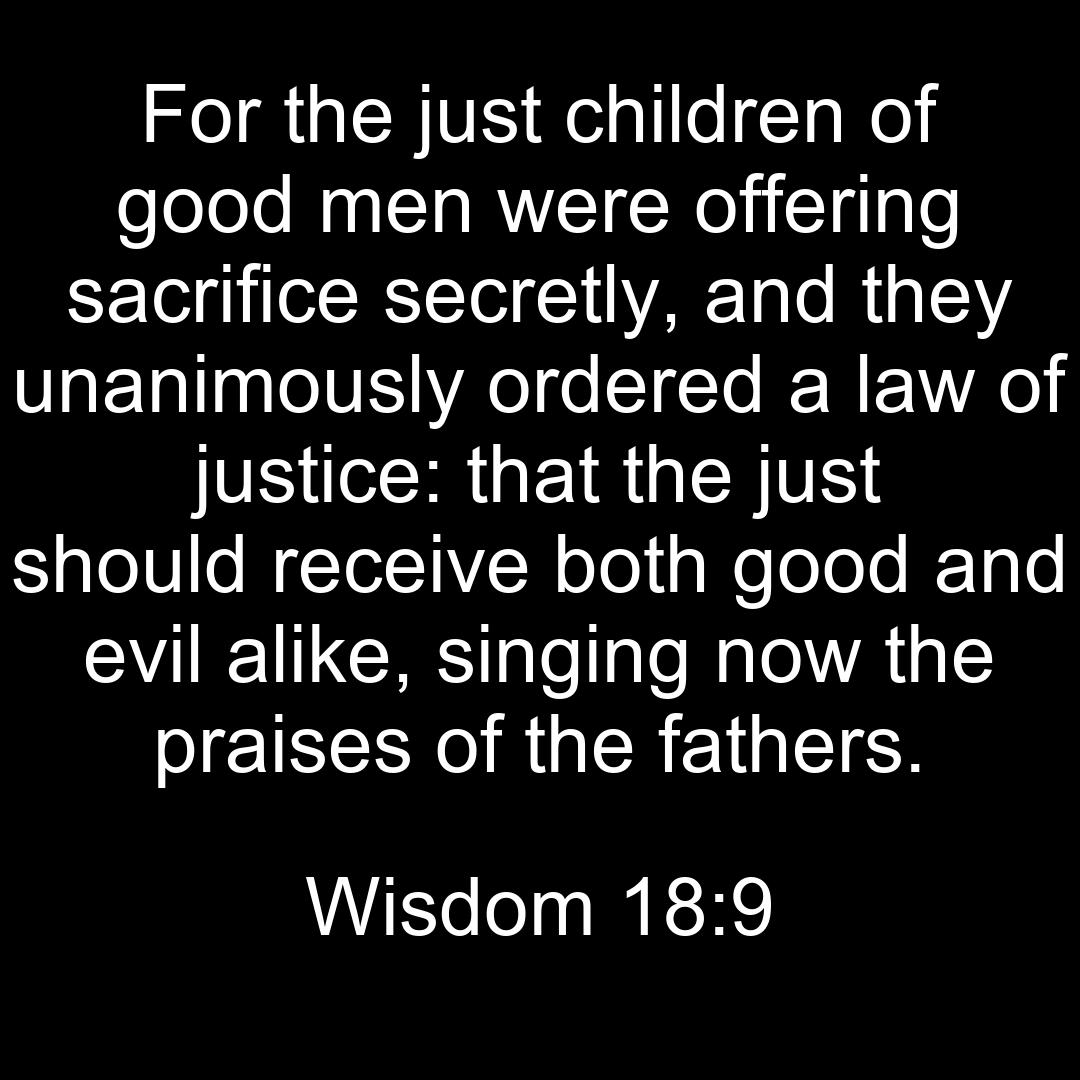 For the just children of
good men were offering
sacrifice secretly, and they
unanimously ordered a law of
justice: that the just
should receive both good and
evil alike, singing now the
praises of the fathers.
Wisdom 18:9